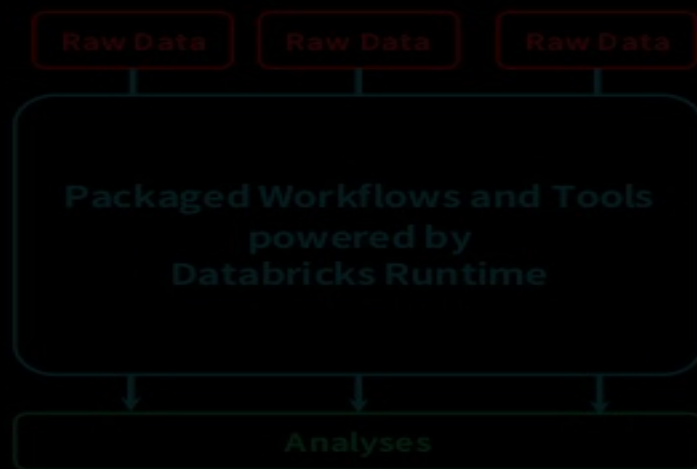 Raw Data
Raw Data
Raw Data
Packaged Workflows and Tools
powered by
Databricks Runtime
Analyses